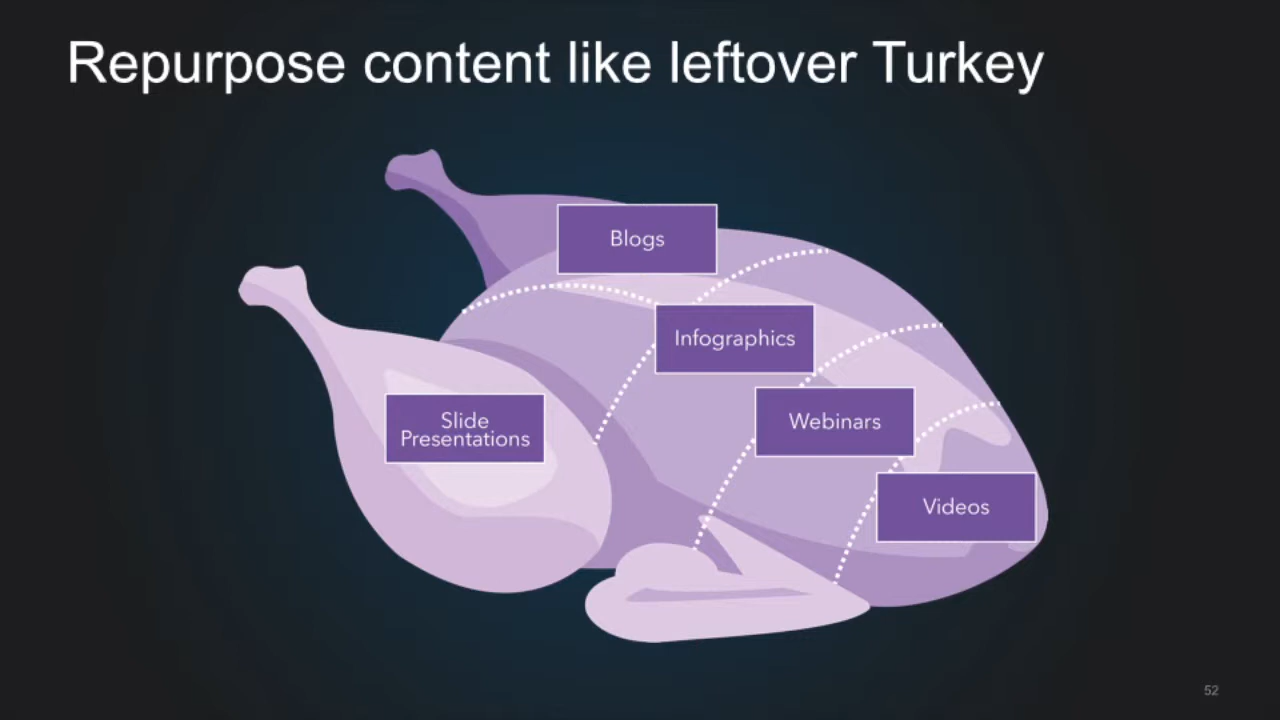 Repurpose content like leftover Turkey
Blogs
Infographics
Webinars
Slide
Presentations
Videos
52